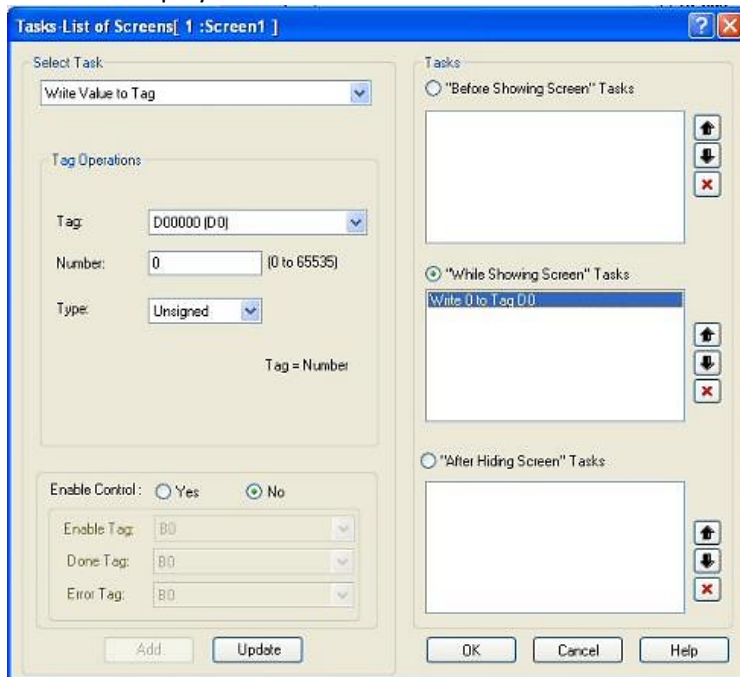 Tasks-List of Screens[ 1 :Screen1 ]
Select Task
Write Value to Tag
Tag Operations
Tag: D00000 (D0)
Number: 0 (0 to 65535)
Type: Unsigned
Tag = Number
Enable Control : Yes No
Enable Tag: B0
Done Tag: B0
Error Tag: B0
Add Update
Tasks
"Before Showing Screen" Tasks
"While Showing Screen" Tasks
Write 0 to Tag D0
"After Hiding Screen" Tasks
OK Cancel Help